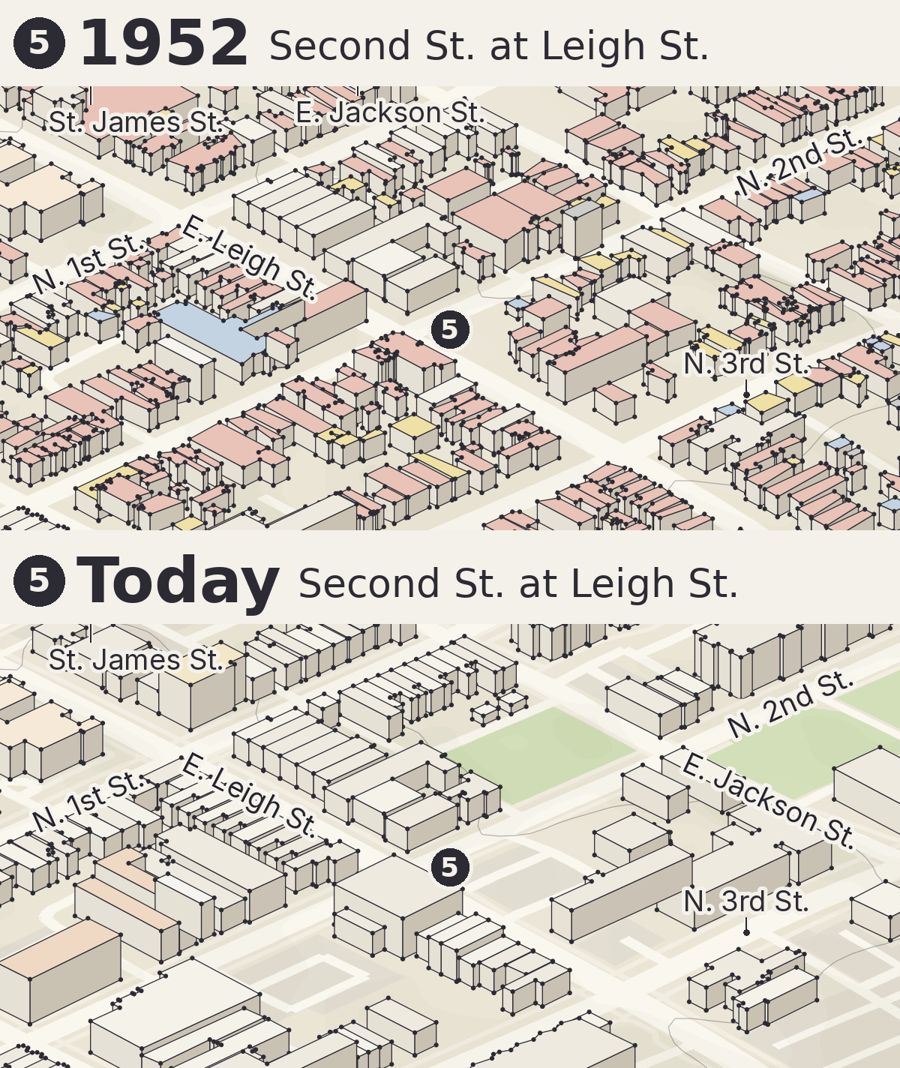 5 1952 Second St. at Leigh St.
St. James St.
E. Jackson St.
N. 2nd St.
N. 1st St.
E. Leigh St.
5
N. 3rd St.
5 Today Second St. at Leigh St.
St. James St.
N. 2nd St.
N. 1st St.
E. Leigh St.
E. Jackson St.
5
N. 3rd St.